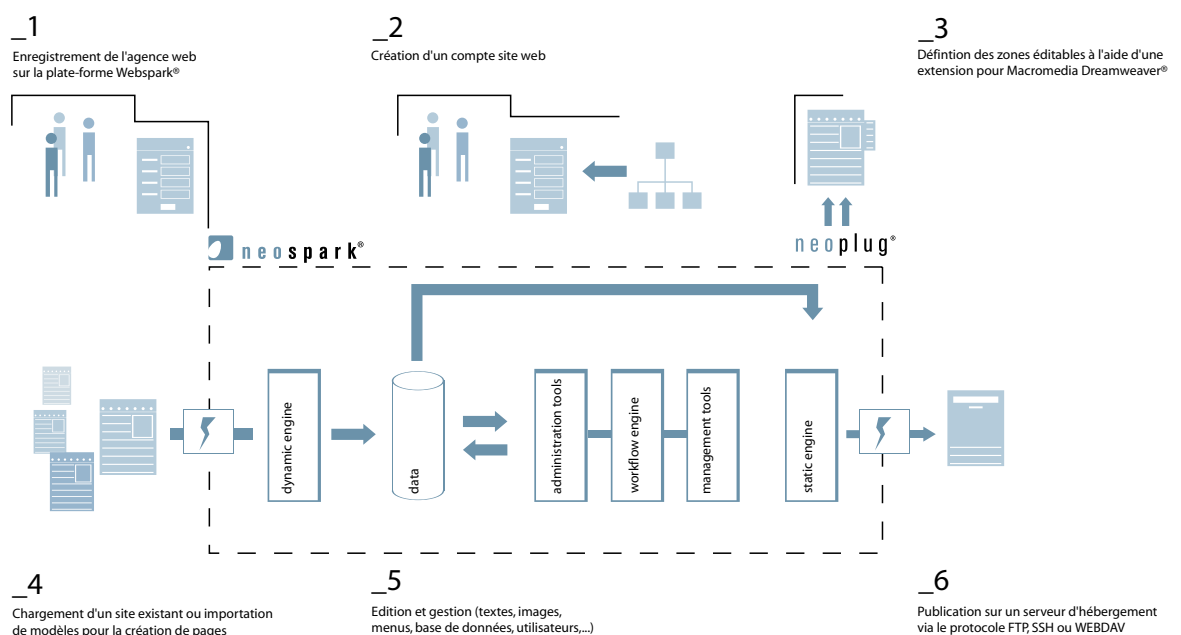 _1
Enregistrement de l'agence web
sur la plate-forme Webspark®
_2
Création d'un compte site web
_3
Défintion des zones éditables à l'aide d'une
extension pour Macromedia Dreamweaver®
neospark®
neoplug®
dynamic engine
data
administration tools
workflow engine
management tools
static engine
_4
Chargement d'un site existant ou importation
de modèles pour la création de pages
_5
Edition et gestion (textes, images,
menus, base de données, utilisateurs,...)
_6
Publication sur un serveur d'hébergement
via le protocole FTP, SSH ou WEBDAV